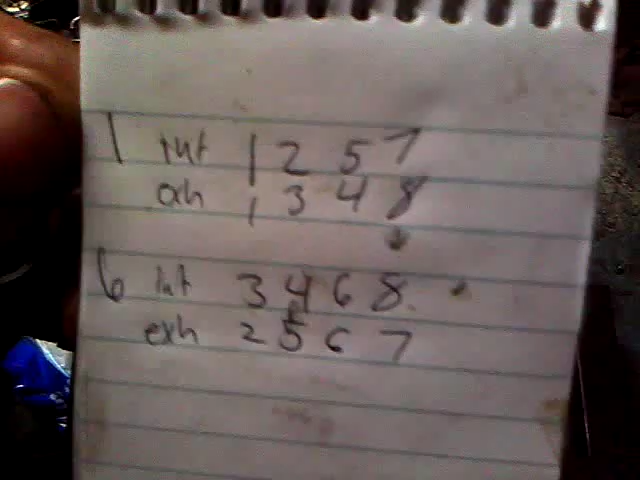 1 int 1 2 5 7
exh 1 3 4 8
6 int 3 4 6 8
exh 2 5 6 7